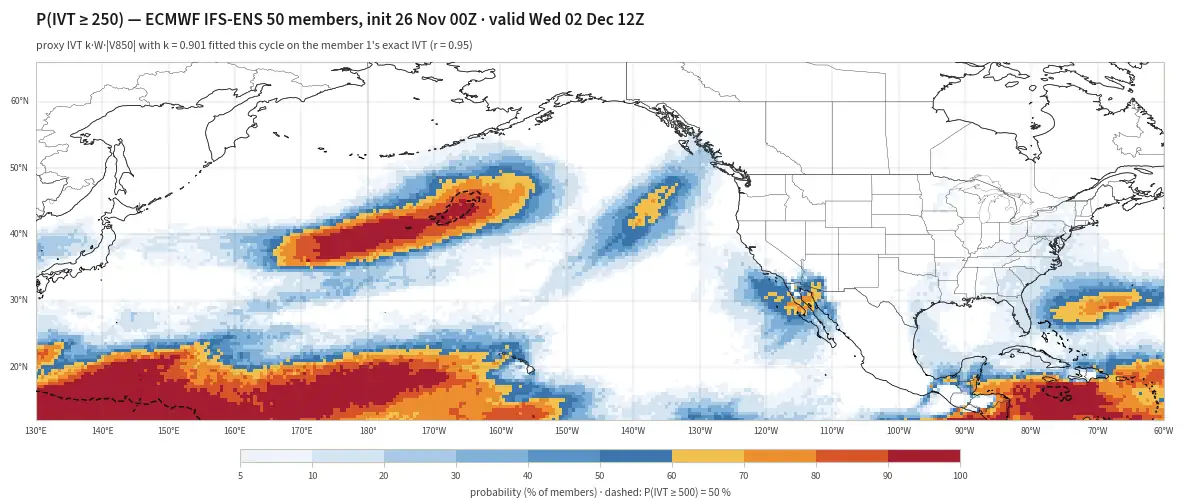 P(IVT ≥ 250) — ECMWF IFS-ENS 50 members, init 26 Nov 00Z · valid Wed 02 Dec 12Z
proxy IVT k·W·|V850| with k = 0.901 fitted this cycle on the member 1's exact IVT (r = 0.95)
60°N
50°N
40°N
30°N
20°N
130°E 140°E 150°E 160°E 170°E 180° 170°W 160°W 150°W 140°W 130°W 120°W 110°W 100°W 90°W 80°W 70°W 60°W
5 10 20 30 40 50 60 70 80 90 100
probability (% of members) · dashed: P(IVT ≥ 500) = 50 %